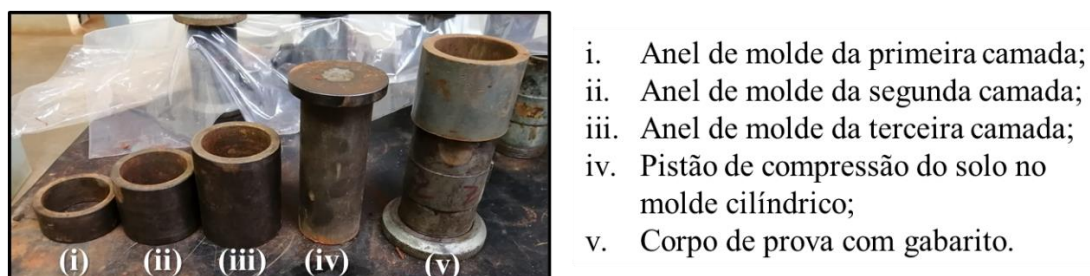 (i) (ii) (iii) (iv) (v)
i. Anel de molde da primeira camada;
ii. Anel de molde da segunda camada;
iii. Anel de molde da terceira camada;
iv. Pistão de compressão do solo no
molde cilíndrico;
v. Corpo de prova com gabarito.